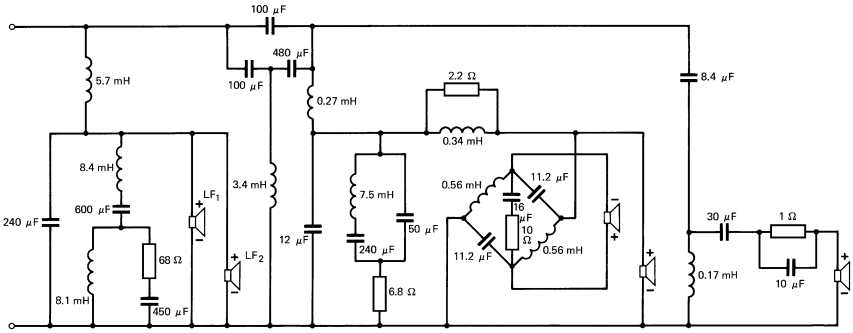 100 μF
480 μF
100 μF
5.7 mH
0.27 mH
2.2 Ω
0.34 mH
8.4 μF
8.4 mH
600 μF
240 μF
LF1
+
−
3.4 mH
12 μF
7.5 mH
50 μF
240 μF
6.8 Ω
0.56 mH
11.2 μF
16
μF
10
Ω
11.2 μF
0.56 mH
−
+
+
−
68 Ω
450 μF
8.1 mH
+
LF2
−
30 μF
1 Ω
10 μF
0.17 mH
+
−